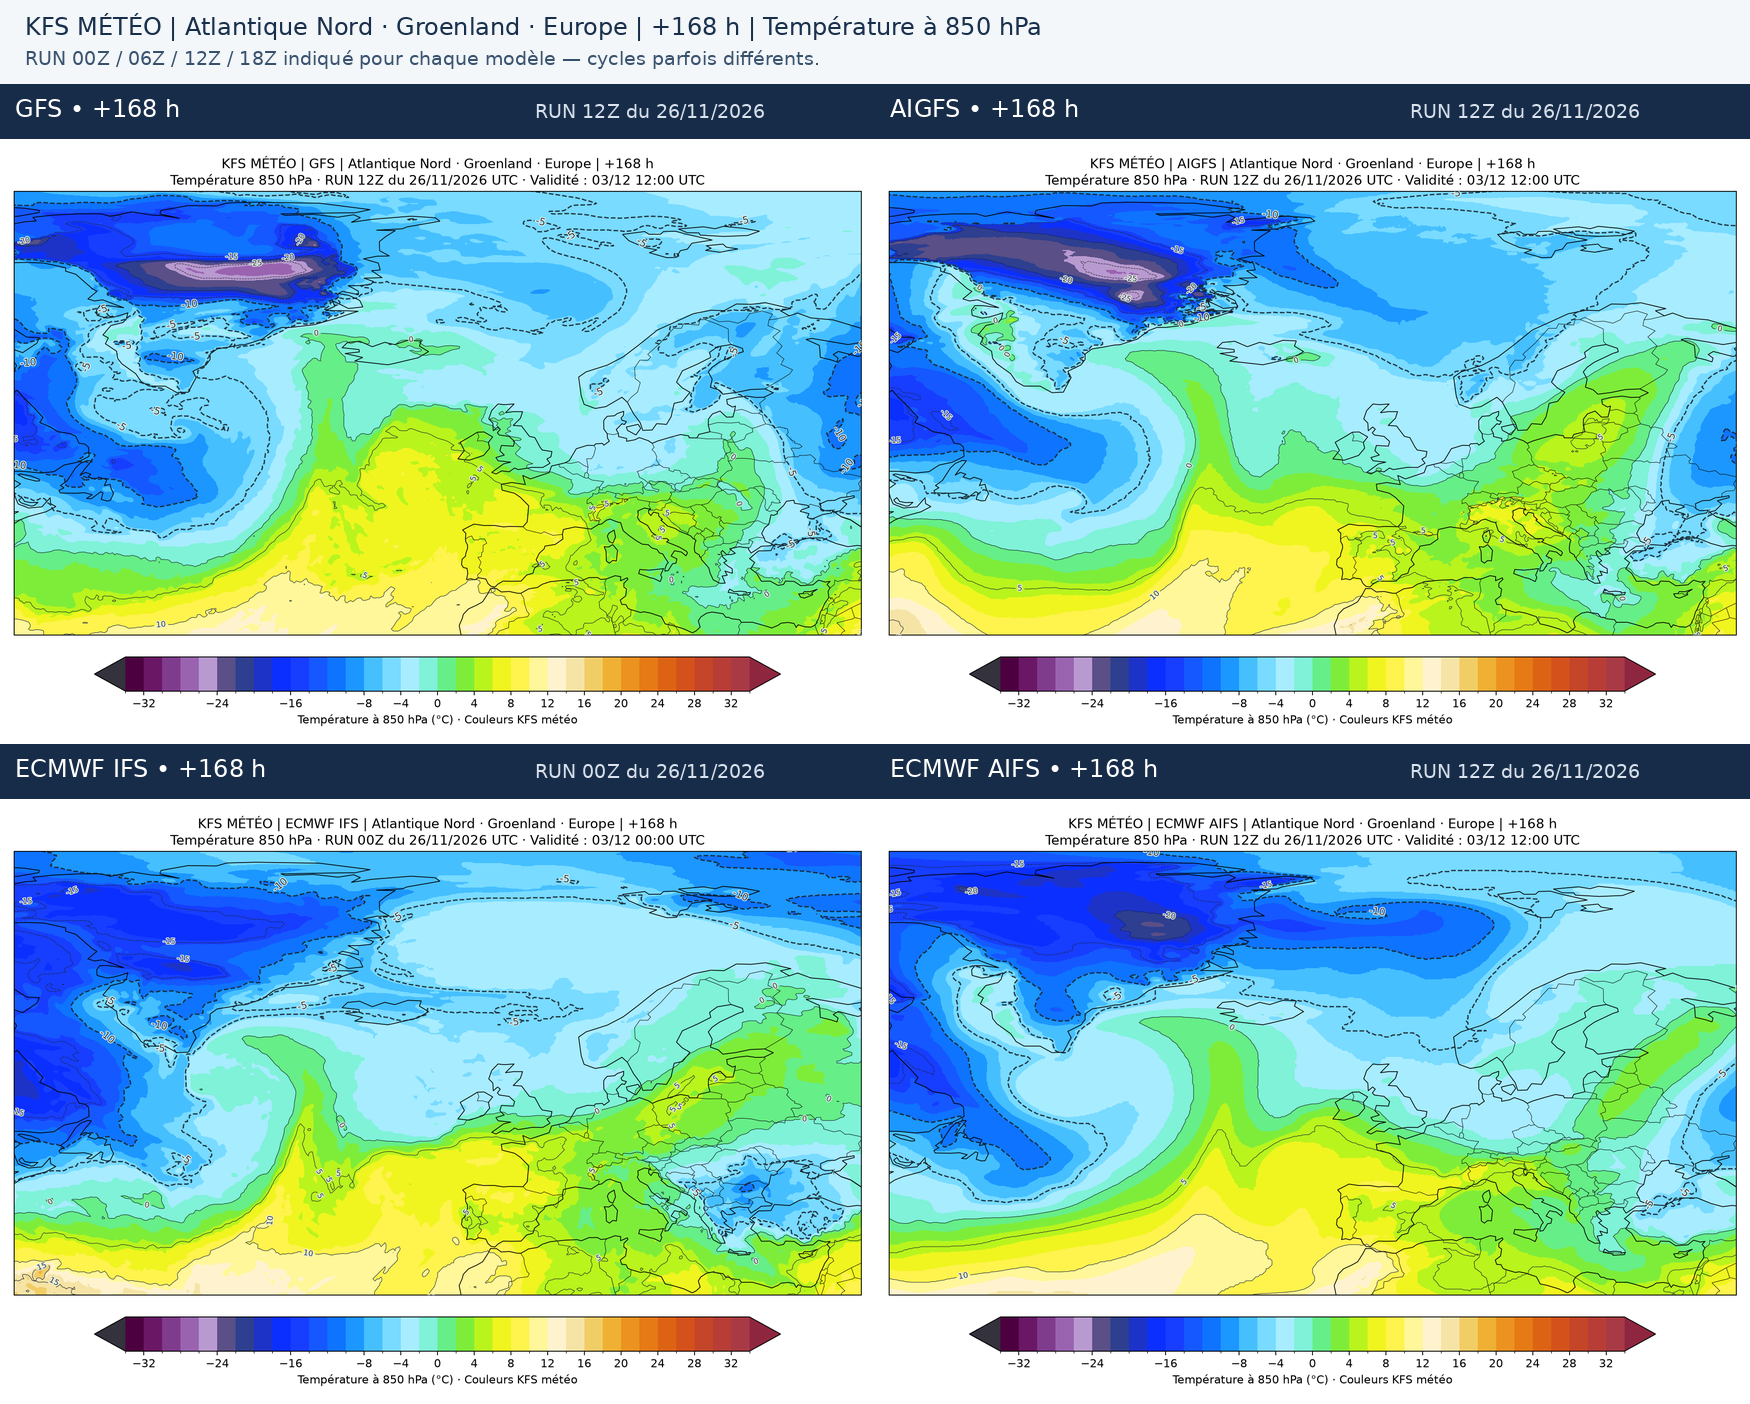 KFS MÉTÉO | Atlantique Nord · Groenland · Europe | +168 h | Température à 850 hPa
RUN 00Z / 06Z / 12Z / 18Z indiqué pour chaque modèle — cycles parfois différents.
GFS • +168 h
RUN 12Z du 26/11/2026
AIGFS • +168 h
RUN 12Z du 26/11/2026
KFS MÉTÉO | GFS | Atlantique Nord · Groenland · Europe | +168 h
Température 850 hPa · RUN 12Z du 26/11/2026 UTC · Validité : 03/12 12:00 UTC
KFS MÉTÉO | AIGFS | Atlantique Nord · Groenland · Europe | +168 h
Température 850 hPa · RUN 12Z du 26/11/2026 UTC · Validité : 03/12 12:00 UTC
−32 −24 −16 −8 −4 0 4 8 12 16 20 24 28 32
Température à 850 hPa (°C) · Couleurs KFS météo
−32 −24 −16 −8 −4 0 4 8 12 16 20 24 28 32
Température à 850 hPa (°C) · Couleurs KFS météo
ECMWF IFS • +168 h
RUN 00Z du 26/11/2026
ECMWF AIFS • +168 h
RUN 12Z du 26/11/2026
KFS MÉTÉO | ECMWF IFS | Atlantique Nord · Groenland · Europe | +168 h
Température 850 hPa · RUN 00Z du 26/11/2026 UTC · Validité : 03/12 00:00 UTC
KFS MÉTÉO | ECMWF AIFS | Atlantique Nord · Groenland · Europe | +168 h
Température 850 hPa · RUN 12Z du 26/11/2026 UTC · Validité : 03/12 12:00 UTC
−32 −24 −16 −8 −4 0 4 8 12 16 20 24 28 32
Température à 850 hPa (°C) · Couleurs KFS météo
−32 −24 −16 −8 −4 0 4 8 12 16 20 24 28 32
Température à 850 hPa (°C) · Couleurs KFS météo